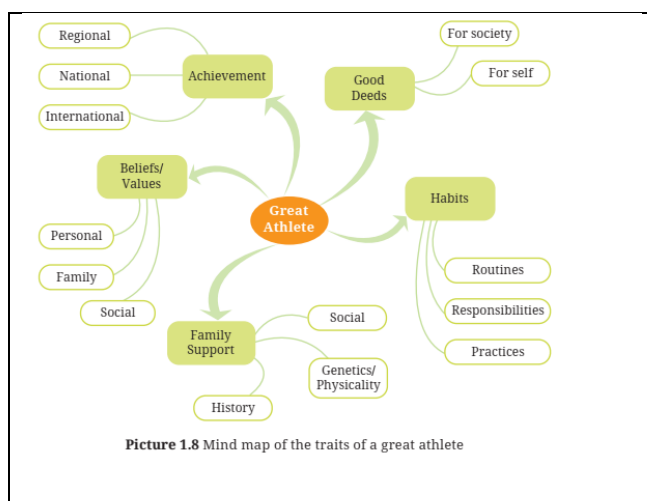 Regional
National
International
Achievement
For society
For self
Good
Deeds
Beliefs/
Values
Personal
Family
Social
Great
Athlete
Habits
Routines
Responsibilities
Practices
Family
Support
Social
Genetics/
Physicality
History
Picture 1.8 Mind map of the traits of a great athlete